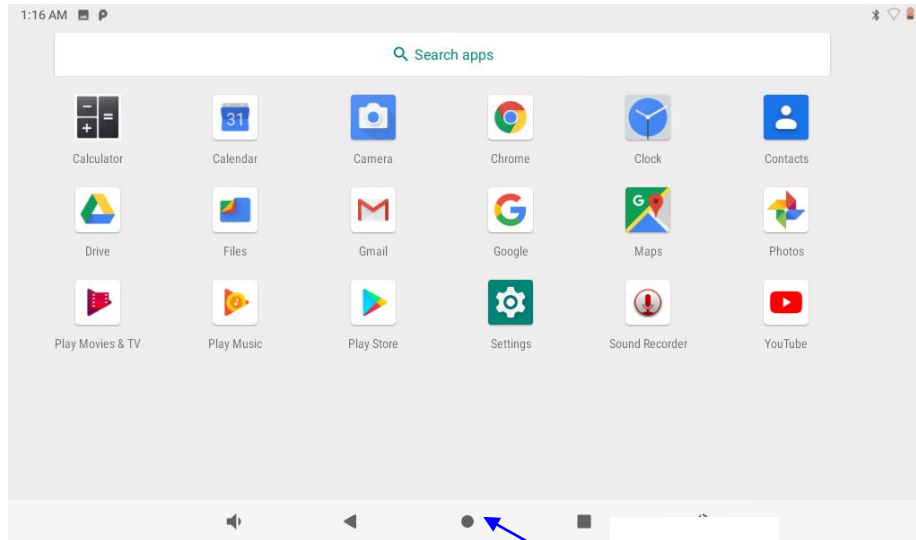 1:16 AM
Search apps
31
Calculator Calendar Camera Chrome Clock Contacts
G
Drive Files Gmail Google Maps Photos
Play Movies & TV Play Music Play Store Settings Sound Recorder YouTube